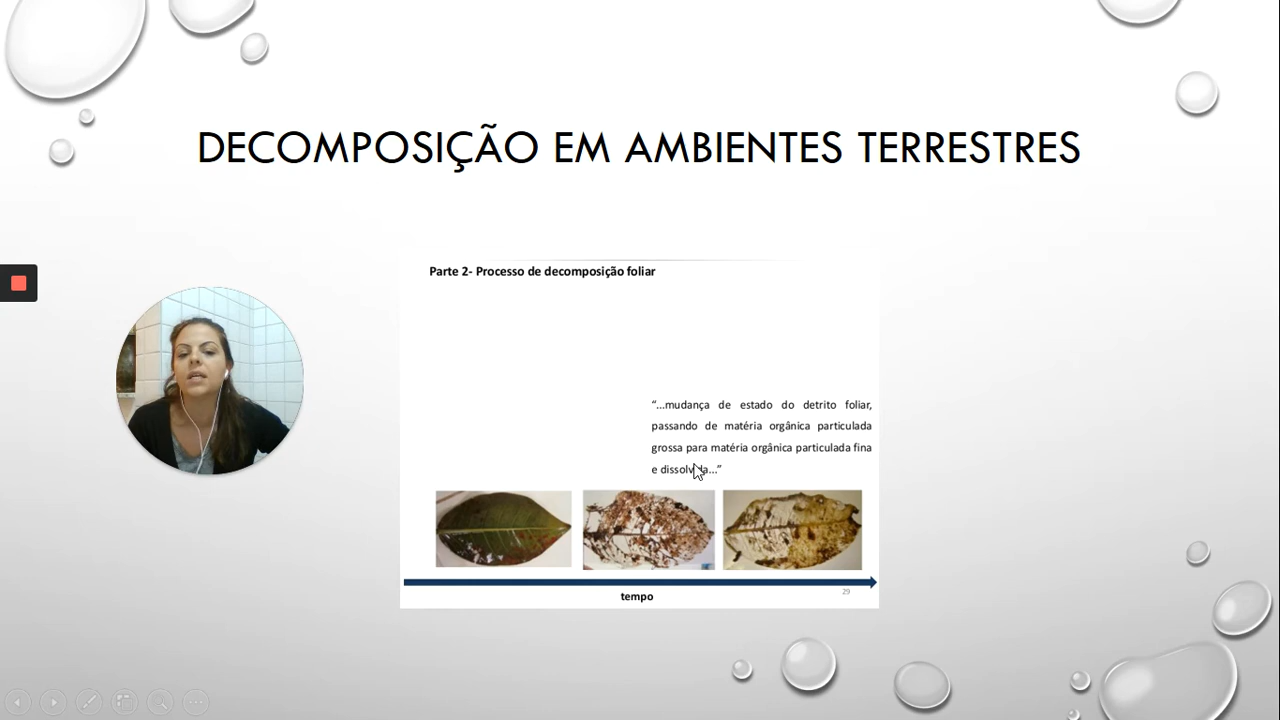 DECOMPOSIÇÃO EM AMBIENTES TERRESTRES
Parte 2- Processo de decomposição foliar
“...mudança de estado do detrito foliar,
passando de matéria orgânica particulada
grossa para matéria orgânica particulada fina
e dissolvida...”
tempo
29